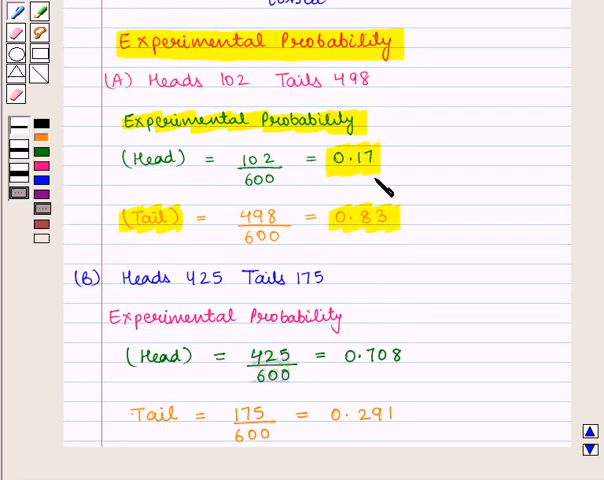 Experimental Probability
(A) Heads 102 Tails 498
Experimental Probability
(Head) = 102/600 = 0.17
(Tail) = 498/600 = 0.83
(B) Heads 425 Tails 175
Experimental Probability
(Head) = 425/600 = 0.708
Tail = 175/600 = 0.291